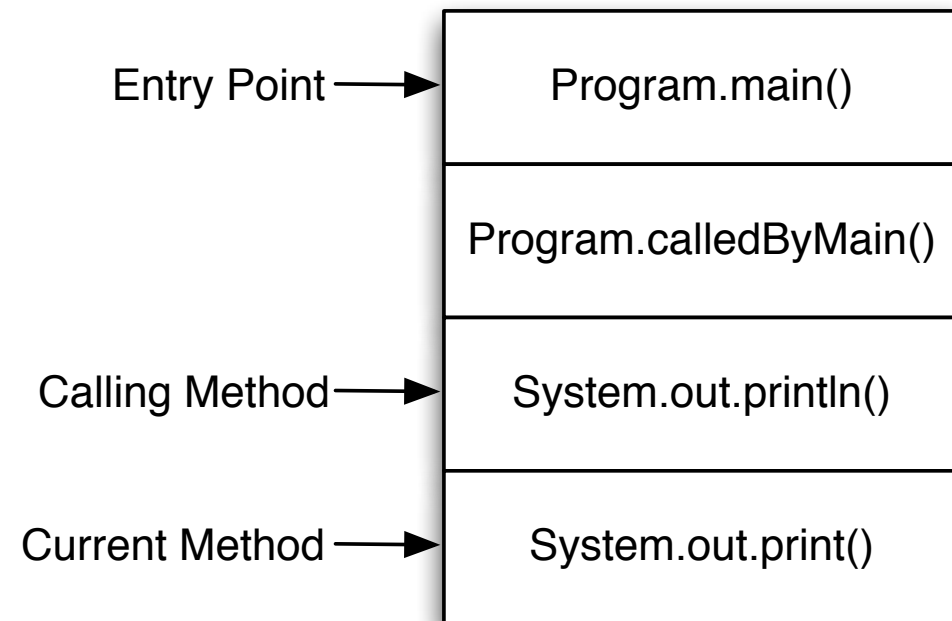 Entry Point
Program.main()
Program.calledByMain()
Calling Method
System.out.println()
Current Method
System.out.print()